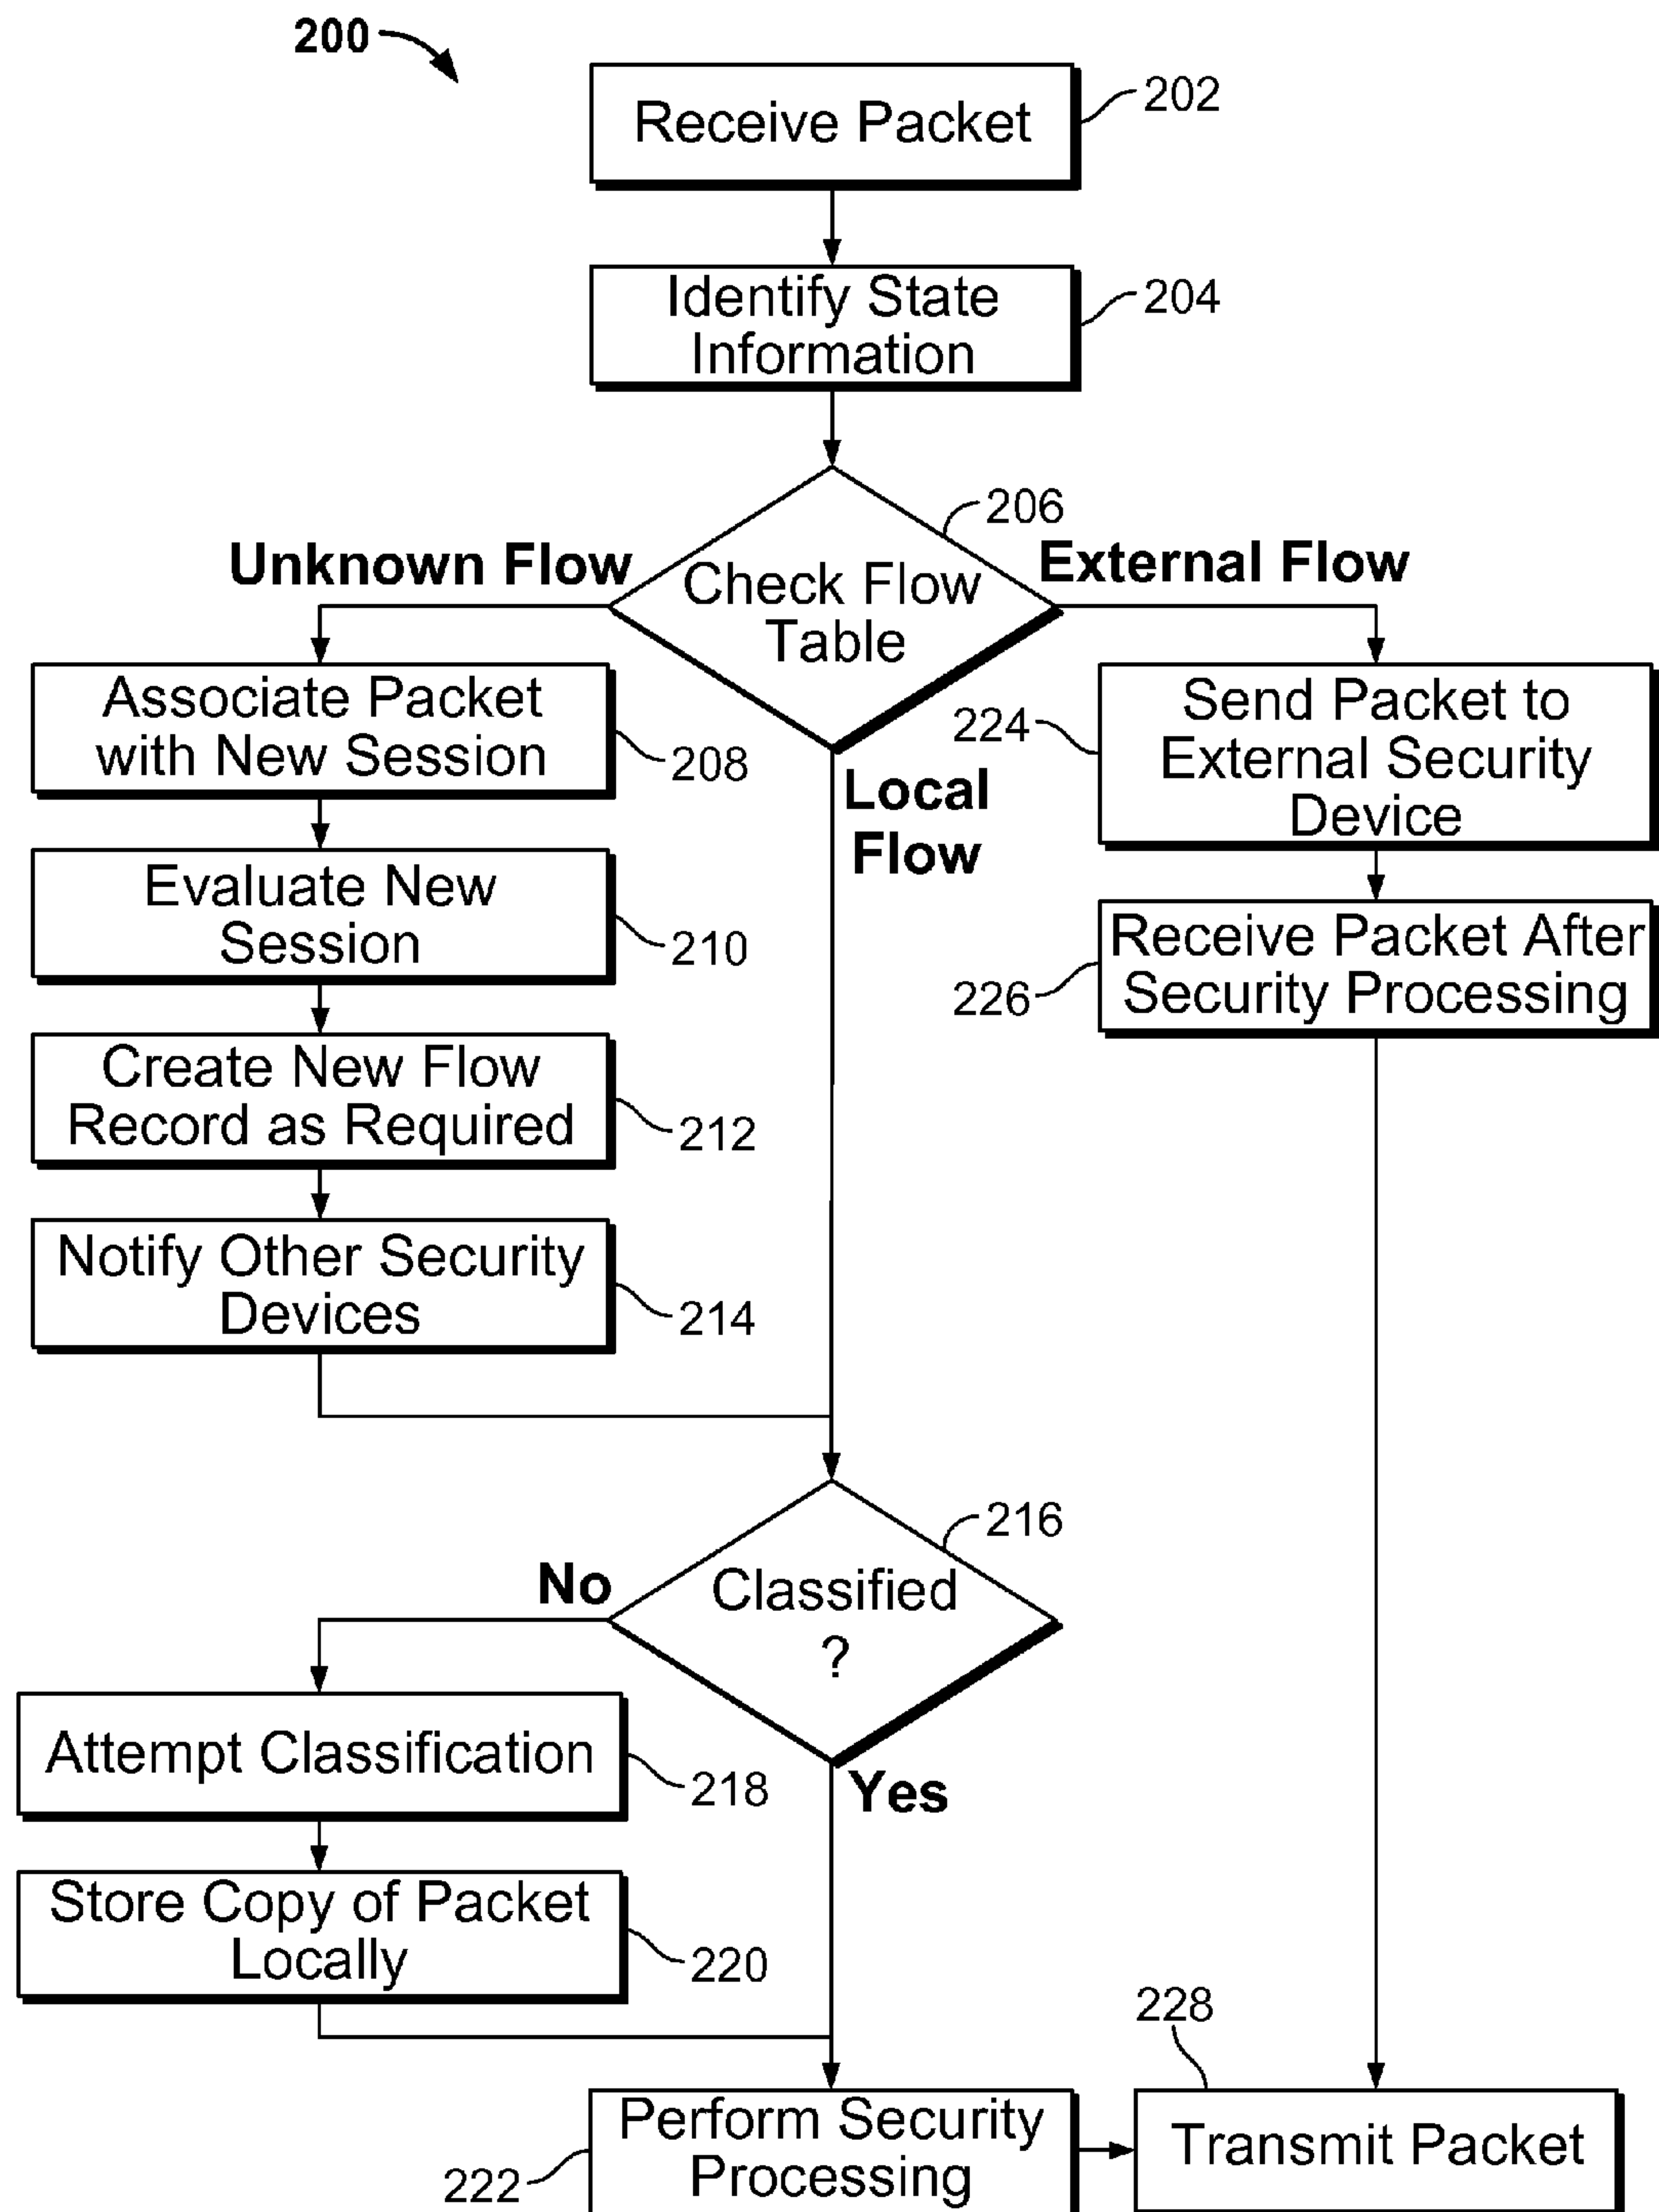 200
Receive Packet
202
Identify State
Information
204
206
Unknown Flow
External Flow
Check Flow
Table
Local
Flow
Associate Packet
with New Session
208
Evaluate New
Session
210
Create New Flow
Record as Required
212
Notify Other Security
Devices
214
Send Packet to
External Security
Device
224
Receive Packet After
Security Processing
226
216
Classified
?
No
Yes
Attempt Classification
218
Store Copy of Packet
Locally
220
Perform Security
Processing
222
228
Transmit Packet